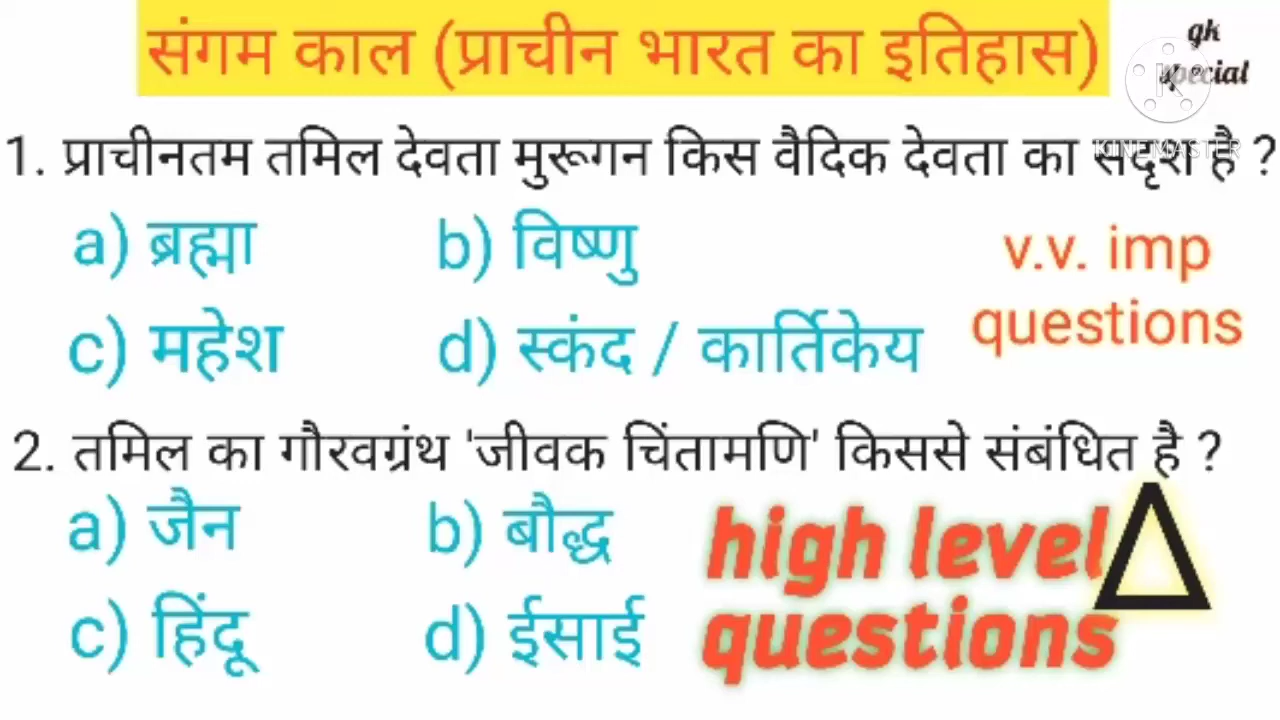 संगम काल (प्राचीन भारत का इतिहास)
gk
special
KINEMASTER
1. प्राचीनतम तमिल देवता मुरूगन किस वैदिक देवता का सदृश है ?
a) ब्रह्मा b) विष्णु
c) महेश d) स्कंद / कार्तिकेय
v.v. imp
questions
2. तमिल का गौरवग्रंथ 'जीवक चिंतामणि' किससे संबंधित है ?
a) जैन b) बौद्ध
c) हिंदू d) ईसाई
high level
questions